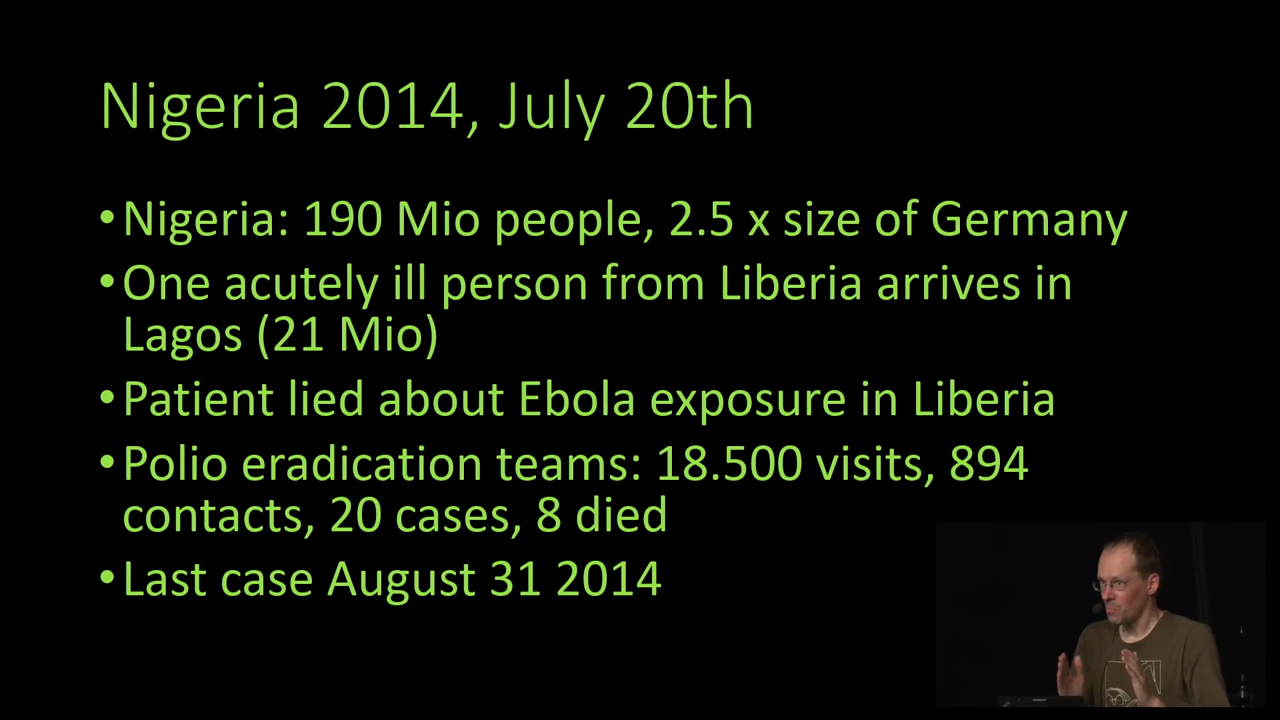 Nigeria 2014, July 20th
•Nigeria: 190 Mio people, 2.5 x size of Germany
•One acutely ill person from Liberia arrives in
Lagos (21 Mio)
•Patient lied about Ebola exposure in Liberia
•Polio eradication teams: 18.500 visits, 894
contacts, 20 cases, 8 died
•Last case August 31 2014